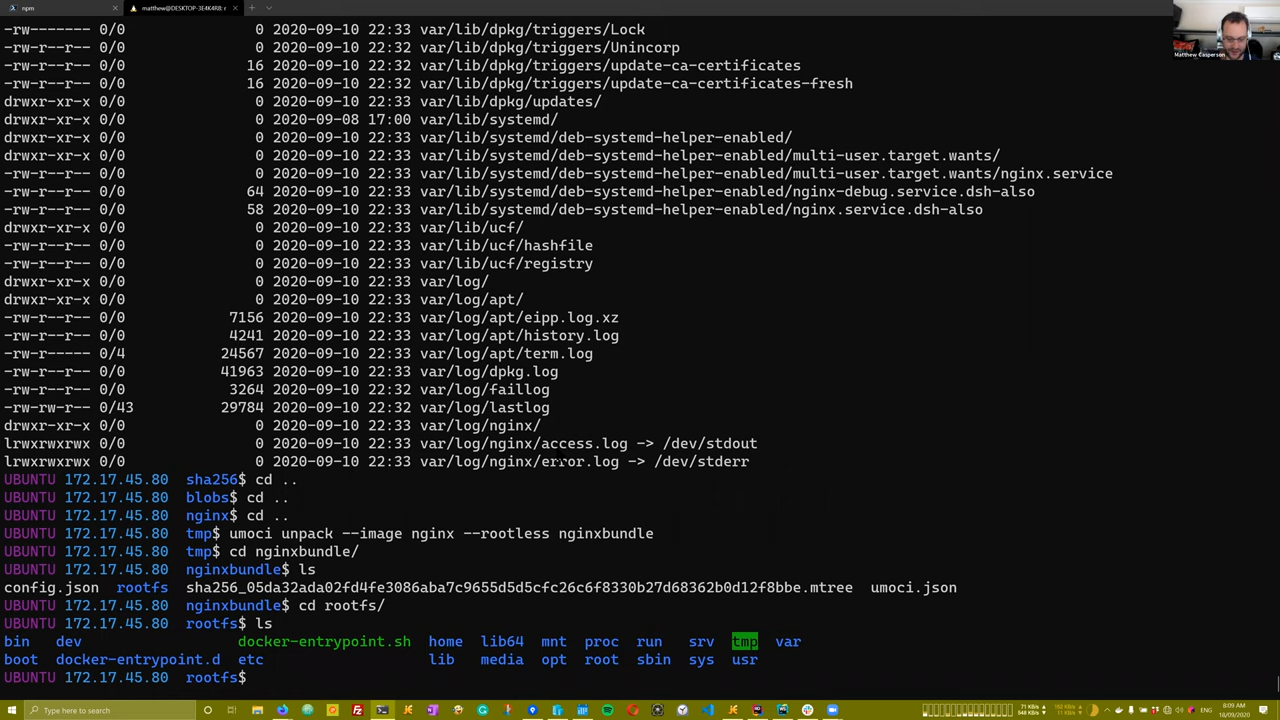 npm
matthew@DESKTOP-3E4K4RB: r
Matthew Casperson
-rw------- 0/0 0 2020-09-10 22:33 var/lib/dpkg/triggers/Lock
-rw-r--r-- 0/0 0 2020-09-10 22:33 var/lib/dpkg/triggers/Unincorp
-rw-r--r-- 0/0 16 2020-09-10 22:32 var/lib/dpkg/triggers/update-ca-certificates
-rw-r--r-- 0/0 16 2020-09-10 22:32 var/lib/dpkg/triggers/update-ca-certificates-fresh
drwxr-xr-x 0/0 0 2020-09-10 22:33 var/lib/dpkg/updates/
drwxr-xr-x 0/0 0 2020-09-08 17:00 var/lib/systemd/
drwxr-xr-x 0/0 0 2020-09-10 22:33 var/lib/systemd/deb-systemd-helper-enabled/
drwxr-xr-x 0/0 0 2020-09-10 22:33 var/lib/systemd/deb-systemd-helper-enabled/multi-user.target.wants/
-rw-r--r-- 0/0 0 2020-09-10 22:33 var/lib/systemd/deb-systemd-helper-enabled/multi-user.target.wants/nginx.service
-rw-r--r-- 0/0 64 2020-09-10 22:33 var/lib/systemd/deb-systemd-helper-enabled/nginx-debug.service.dsh-also
-rw-r--r-- 0/0 58 2020-09-10 22:33 var/lib/systemd/deb-systemd-helper-enabled/nginx.service.dsh-also
drwxr-xr-x 0/0 0 2020-09-10 22:33 var/lib/ucf/
-rw-r--r-- 0/0 0 2020-09-10 22:33 var/lib/ucf/hashfile
-rw-r--r-- 0/0 0 2020-09-10 22:33 var/lib/ucf/registry
drwxr-xr-x 0/0 0 2020-09-10 22:33 var/log/
drwxr-xr-x 0/0 0 2020-09-10 22:33 var/log/apt/
-rw-r--r-- 0/0 7156 2020-09-10 22:33 var/log/apt/eipp.log.xz
-rw-r--r-- 0/0 4241 2020-09-10 22:33 var/log/apt/history.log
-rw-r----- 0/4 24567 2020-09-10 22:33 var/log/apt/term.log
-rw-r--r-- 0/0 41963 2020-09-10 22:33 var/log/dpkg.log
-rw-r--r-- 0/0 3264 2020-09-10 22:32 var/log/faillog
-rw-rw-r-- 0/43 29784 2020-09-10 22:32 var/log/lastlog
drwxr-xr-x 0/0 0 2020-09-10 22:33 var/log/nginx/
lrwxrwxrwx 0/0 0 2020-09-10 22:33 var/log/nginx/access.log -> /dev/stdout
lrwxrwxrwx 0/0 0 2020-09-10 22:33 var/log/nginx/error.log -> /dev/stderr
UBUNTU 172.17.45.80 sha256$ cd ..
UBUNTU 172.17.45.80 blobs$ cd ..
UBUNTU 172.17.45.80 nginx$ cd ..
UBUNTU 172.17.45.80 tmp$ umoci unpack --image nginx --rootless nginxbundle
UBUNTU 172.17.45.80 tmp$ cd nginxbundle/
UBUNTU 172.17.45.80 nginxbundle$ ls
config.json rootfs sha256_05da32ada02fd4fe3086aba7c9655d5d5cfc26c6f8330b27d68362b0d12f8bbe.mtree umoci.json
UBUNTU 172.17.45.80 nginxbundle$ cd rootfs/
UBUNTU 172.17.45.80 rootfs$ ls
bin dev docker-entrypoint.sh home lib64 mnt proc run srv tmp var
boot docker-entrypoint.d etc lib media opt root sbin sys usr
UBUNTU 172.17.45.80 rootfs$
Type here to search
8:09 AM
18/09/2020